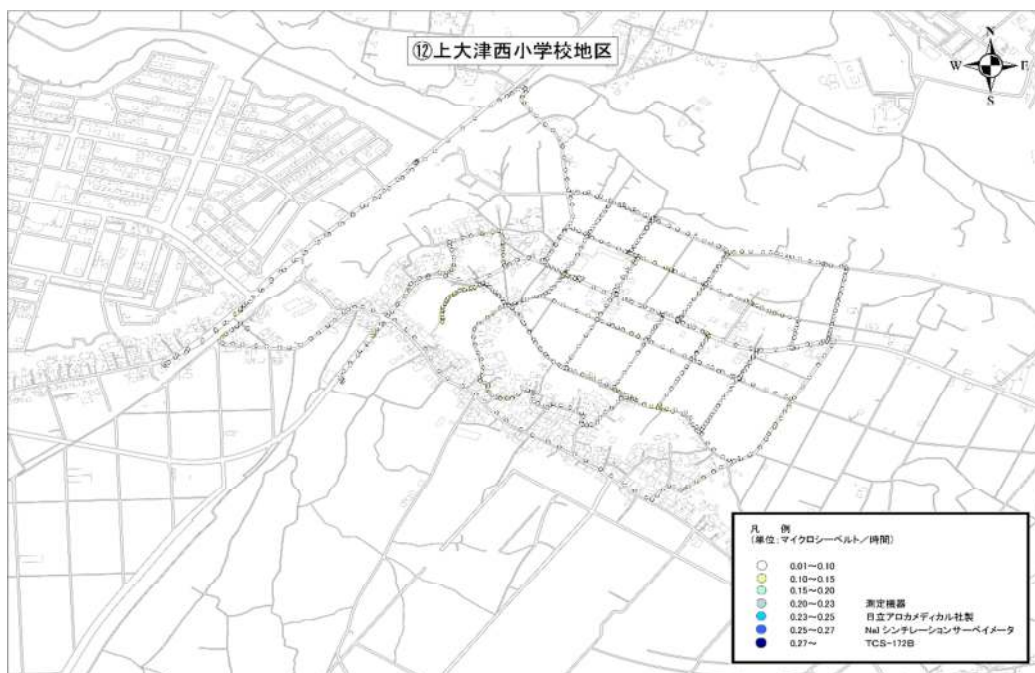 ⑫上大津西小学校地区
N
W E
S
凡 例
(単位:マイクロシーベルト/時間)
0.01～0.10
0.10～0.15
0.15～0.20
0.20～0.23 測定機器
0.23～0.25 日立アロカメディカル社製
0.25～0.27 NaI シンチレーションサーベイメータ
0.27～ TCS-172B